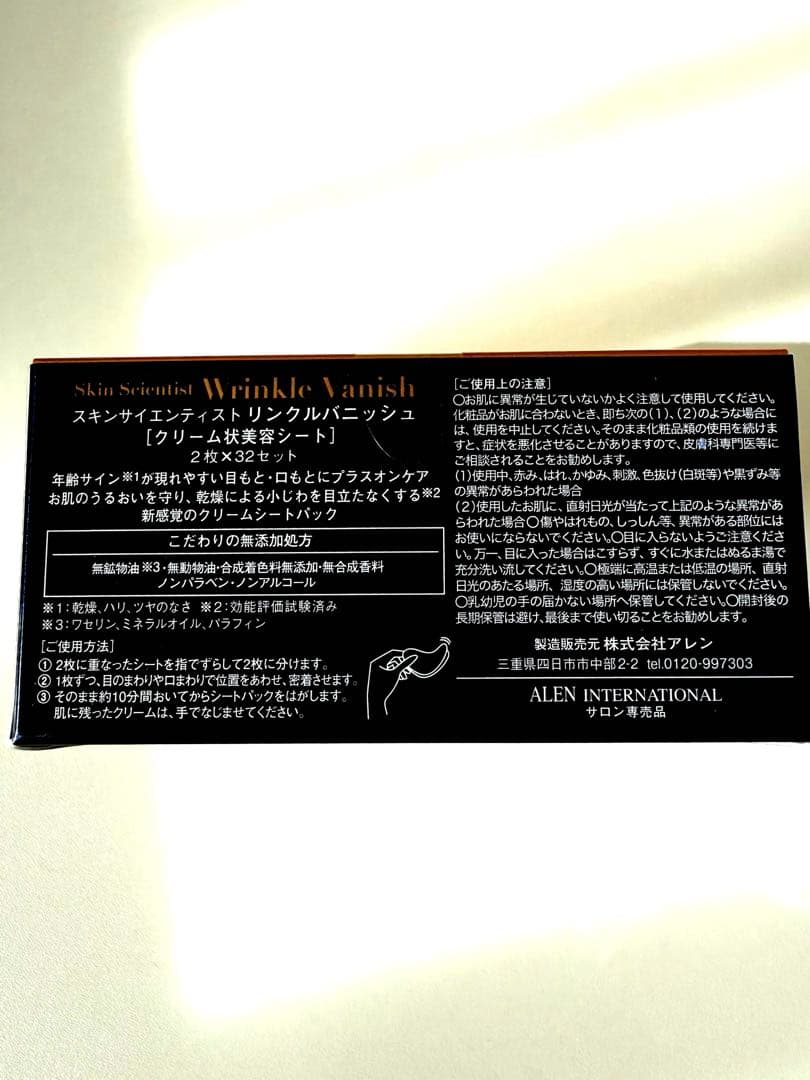 Skin Scientist Wrinkle Vanish
スキンサイエンティスト リンクルバニッシュ
[クリーム状美容シート]
2枚×32セット
年齢サイン※1が現れやすい目もと・口もとにプラスオンケア
お肌のうるおいを守り、乾燥による小じわを目立たなくする※2
新感覚のクリームシートパック
こだわりの無添加処方
無鉱物油※3・無動物油・合成着色料無添加・無合成香料
ノンパラベン・ノンアルコール
※1:乾燥、ハリ、ツヤのなさ ※2:効能評価試験済み
※3:ワセリン、ミネラルオイル、パラフィン
[ご使用方法]
① 2枚に重なったシートを指でずらして2枚に分けます。
② 1枚ずつ、目のまわりや口まわりで位置をあわせ、密着させます。
③ そのまま約10分間おいてからシートパックをはがします。
肌に残ったクリームは、手でなじませてください。
[ご使用上の注意]
○お肌に異常が生じていないかよく注意して使用してください。
化粧品がお肌に合わないとき、即ち次の(1)、(2)のような場合に
は、使用を中止してください。そのまま化粧品類の使用を続けま
すと、症状を悪化させることがありますので、皮膚科専門医等に
ご相談されることをお勧めします。
(1)使用中、赤み、はれ、かゆみ、刺激、色抜け(白斑等)や黒ずみ等
の異常があらわれた場合
(2)使用したお肌に、直射日光が当たって上記のような異常があ
らわれた場合○傷やはれもの、しっしん等、異常がある部位には
お使いにならないでください。○目に入らないようご注意くださ
い。万一、目に入った場合はこすらず、すぐに水またはぬるま湯で
充分洗い流してください。○極端に高温または低温の場所、直射
日光のあたる場所、湿度の高い場所には保管しないでください。
○乳幼児の手の届かない場所へ保管してください。○開封後の
長期保管は避け、最後まで使い切ることをお勧めします。
製造販売元 株式会社アレン
三重県四日市市中部2-2 tel.0120-997303
ALEN INTERNATIONAL
サロン専売品